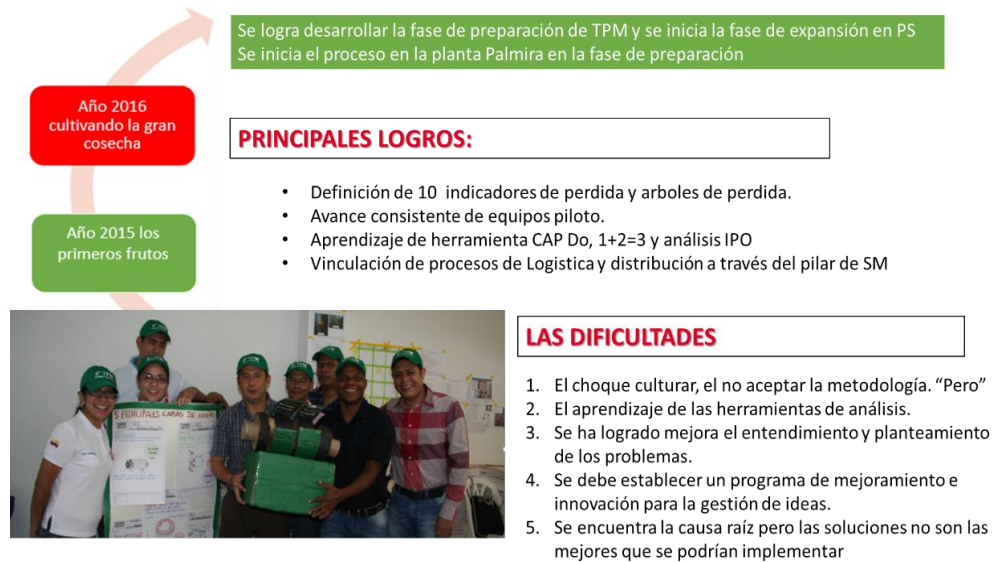 Se logra desarrollar la fase de preparación de TPM y se inicia la fase de expansión en PS
Se inicia el proceso en la planta Palmira en la fase de preparación
Año 2016
cultivando la gran
cosecha
PRINCIPALES LOGROS:
• Definición de 10 indicadores de perdida y arboles de perdida.
• Avance consistente de equipos piloto.
• Aprendizaje de herramienta CAP Do, 1+2=3 y análisis IPO
• Vinculación de procesos de Logistica y distribución a través del pilar de SM
Año 2015 los
primeros frutos
TPM
5 PRINCIPALES
LAS DIFICULTADES
1. El choque culturar, el no aceptar la metodología. “Pero”
2. El aprendizaje de las herramientas de análisis.
3. Se ha logrado mejora el entendimiento y planteamiento
de los problemas.
4. Se debe establecer un programa de mejoramiento e
innovación para la gestión de ideas.
5. Se encuentra la causa raíz pero las soluciones no son las
mejores que se podrían implementar